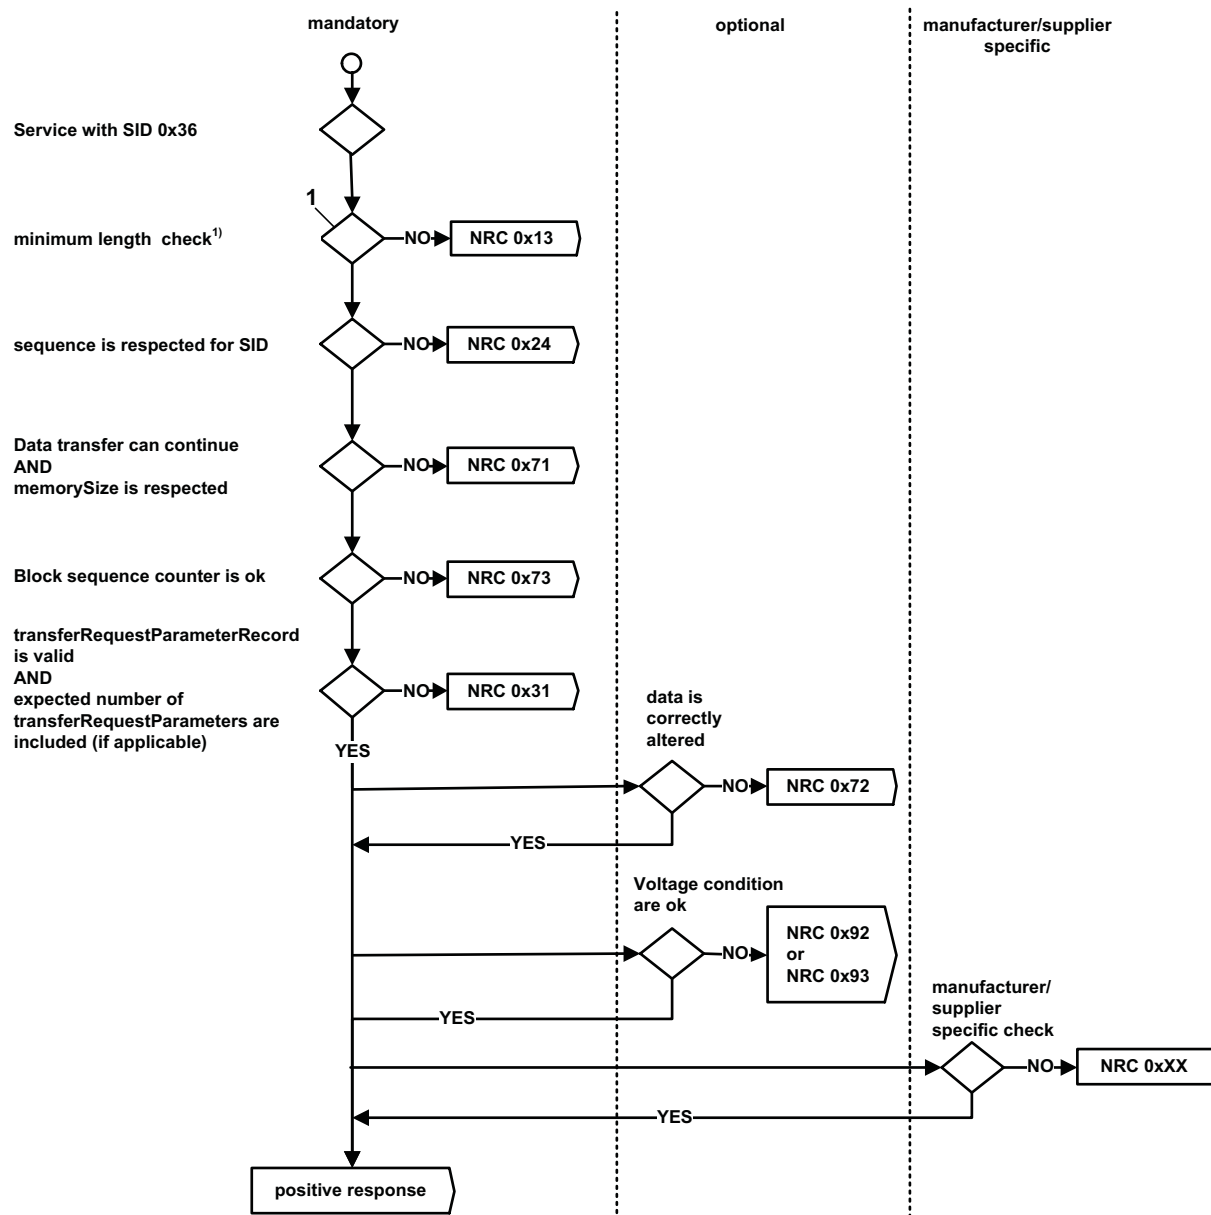 mandatory
optional
manufacturer/supplier
specific
Service with SID 0x36
1
minimum length check1)
NO
NRC 0x13
sequence is respected for SID
NO
NRC 0x24
Data transfer can continue
AND
memorySize is respected
NO
NRC 0x71
Block sequence counter is ok
NO
NRC 0x73
transferRequestParameterRecord
is valid
AND
expected number of
transferRequestParameters are
included (if applicable)
NO
NRC 0x31
YES
data is
correctly
altered
NO
NRC 0x72
YES
Voltage condition
are ok
NO
NRC 0x92
or
NRC 0x93
YES
manufacturer/
supplier
specific check
NO
NRC 0xXX
YES
positive response